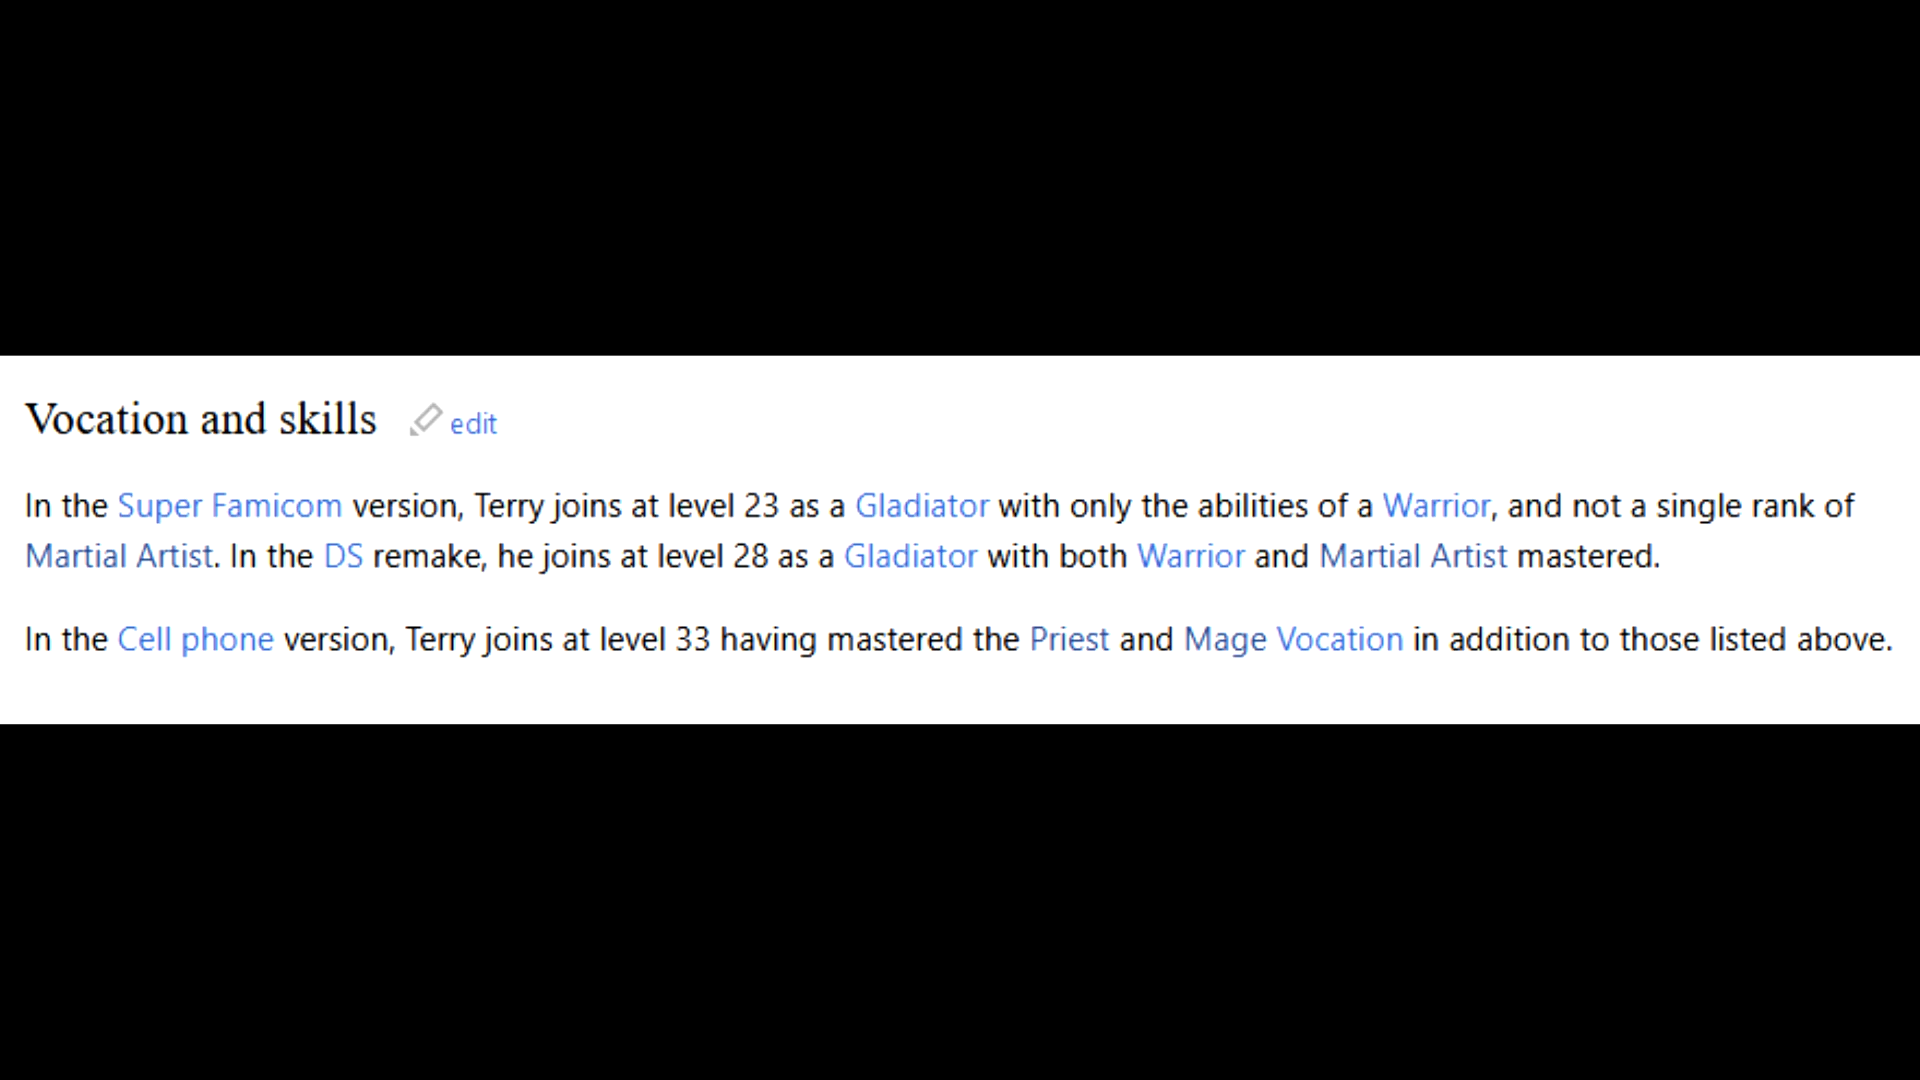 Vocation and skills edit
In the Super Famicom version, Terry joins at level 23 as a Gladiator with only the abilities of a Warrior, and not a single rank of
Martial Artist. In the DS remake, he joins at level 28 as a Gladiator with both Warrior and Martial Artist mastered.
In the Cell phone version, Terry joins at level 33 having mastered the Priest and Mage Vocation in addition to those listed above.